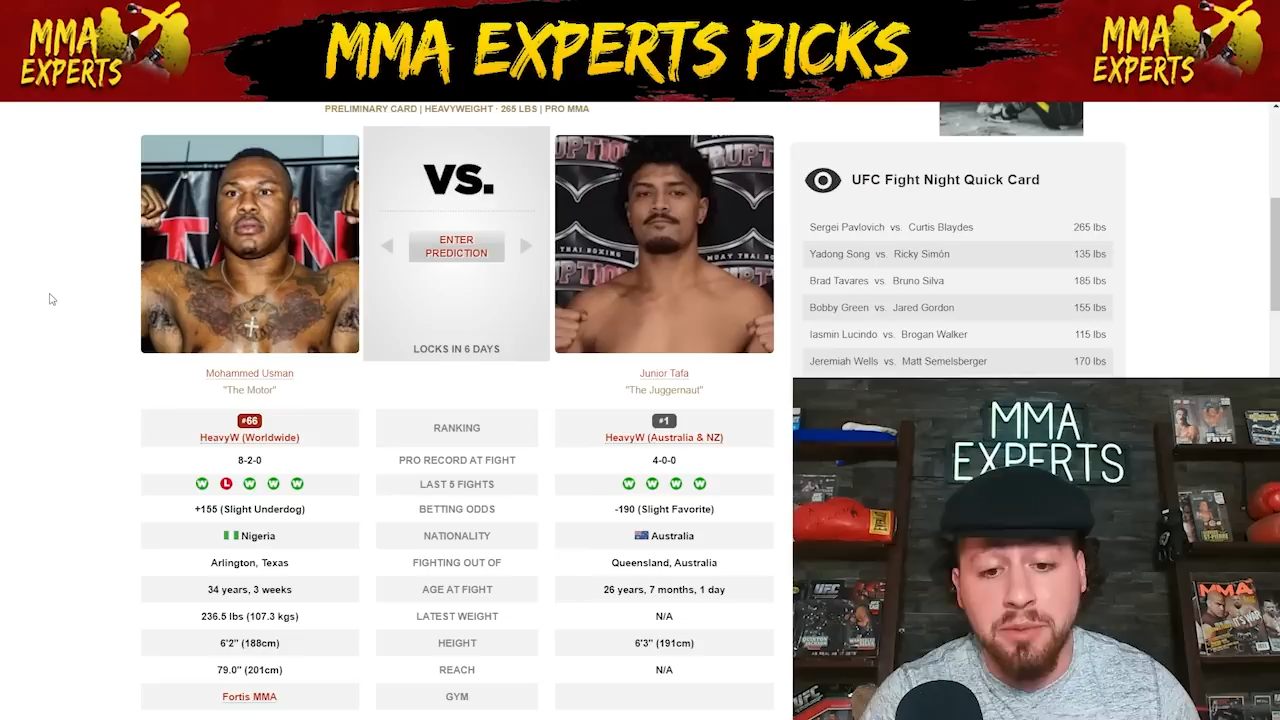 MMA EXPERTS
MMA EXPERTS PICKS
MMA EXPERTS
PRELIMINARY CARD | HEAVYWEIGHT · 265 LBS | PRO MMA
VS.
ENTER
PREDICTION
LOCKS IN 6 DAYS
Mohammed Usman
"The Motor"
Junior Tafa
"The Juggernaut"
#66
HeavyW (Worldwide)
RANKING
#1
HeavyW (Australia & NZ)
8-2-0
PRO RECORD AT FIGHT
4-0-0
W L W W W
LAST 5 FIGHTS
W W W W
+155 (Slight Underdog)
BETTING ODDS
-190 (Slight Favorite)
Nigeria
NATIONALITY
Australia
Arlington, Texas
FIGHTING OUT OF
Queensland, Australia
34 years, 3 weeks
AGE AT FIGHT
26 years, 7 months, 1 day
236.5 lbs (107.3 kgs)
LATEST WEIGHT
N/A
6'2" (188cm)
HEIGHT
6'3" (191cm)
79.0" (201cm)
REACH
N/A
Fortis MMA
GYM
UFC Fight Night Quick Card
Sergei Pavlovich vs. Curtis Blaydes 265 lbs
Yadong Song vs. Ricky Simón 135 lbs
Brad Tavares vs. Bruno Silva 185 lbs
Bobby Green vs. Jared Gordon 155 lbs
Iasmin Lucindo vs. Brogan Walker 115 lbs
Jeremiah Wells vs. Matt Semelsberger 170 lbs
MMA
EXPERTS
UFC
MMA
UFC